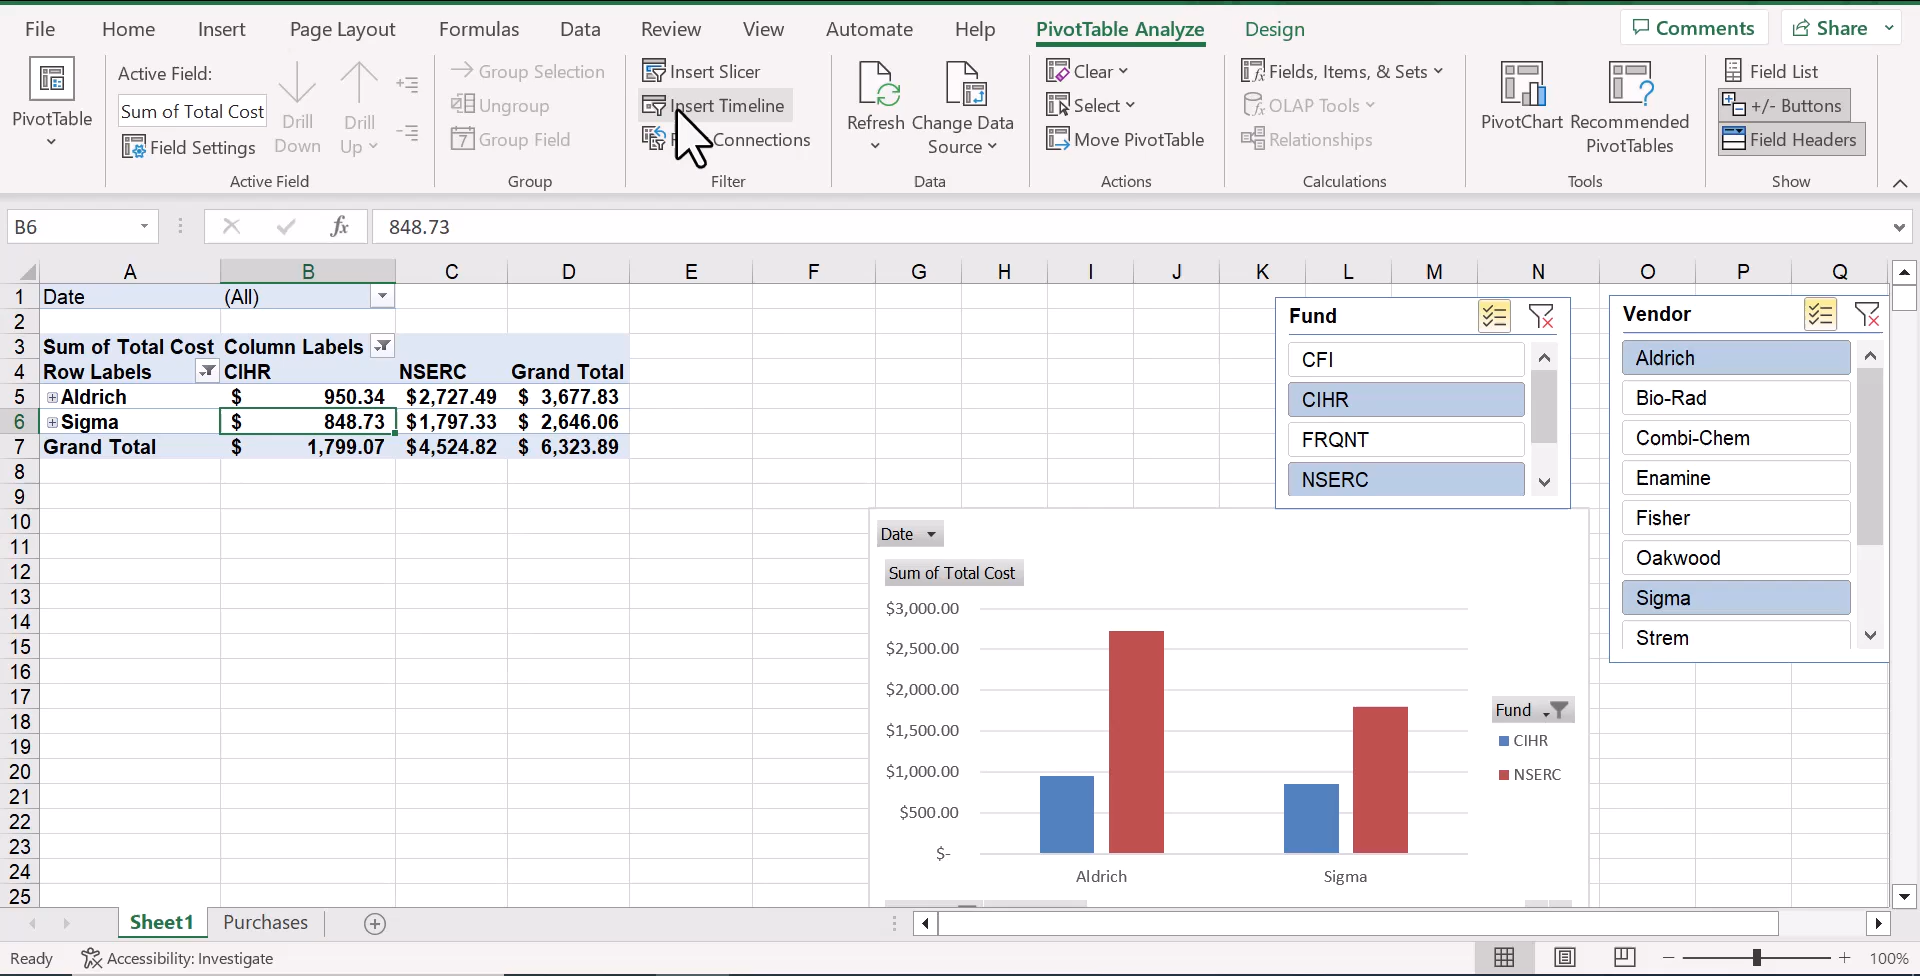 File Home Insert Page Layout Formulas Data Review View Automate Help PivotTable Analyze Design Comments Share
PivotTable
Active Field:
Sum of Total Cost
Field Settings
Drill Down
Drill Up
Active Field
Group Selection
Ungroup
Group Field
Group
Insert Slicer
Insert Timeline
Connections
Filter
Refresh
Change Data Source
Data
Clear
Select
Move PivotTable
Actions
Fields, Items, & Sets
OLAP Tools
Relationships
Calculations
PivotChart
Recommended PivotTables
Tools
Field List
+/- Buttons
Field Headers
Show
B6 fx 848.73
A B C D E F G H I J K L M N O P Q
1 Date (All)
2
3 Sum of Total Cost Column Labels
4 Row Labels CIHR NSERC Grand Total
5 Aldrich $ 950.34 $2,727.49 $ 3,677.83
6 Sigma $ 848.73 $1,797.33 $ 2,646.06
7 Grand Total $ 1,799.07 $4,524.82 $ 6,323.89
8
9
10
11
12
13
14
15
16
17
18
19
20
21
22
23
24
25
Fund
CFI
CIHR
FRQNT
NSERC
Vendor
Aldrich
Bio-Rad
Combi-Chem
Enamine
Fisher
Oakwood
Sigma
Strem
Date
Sum of Total Cost
$3,000.00
$2,500.00
$2,000.00
$1,500.00
$1,000.00
$500.00
$-
Aldrich Sigma
Fund
CIHR
NSERC
Sheet1 Purchases
Ready Accessibility: Investigate 100%